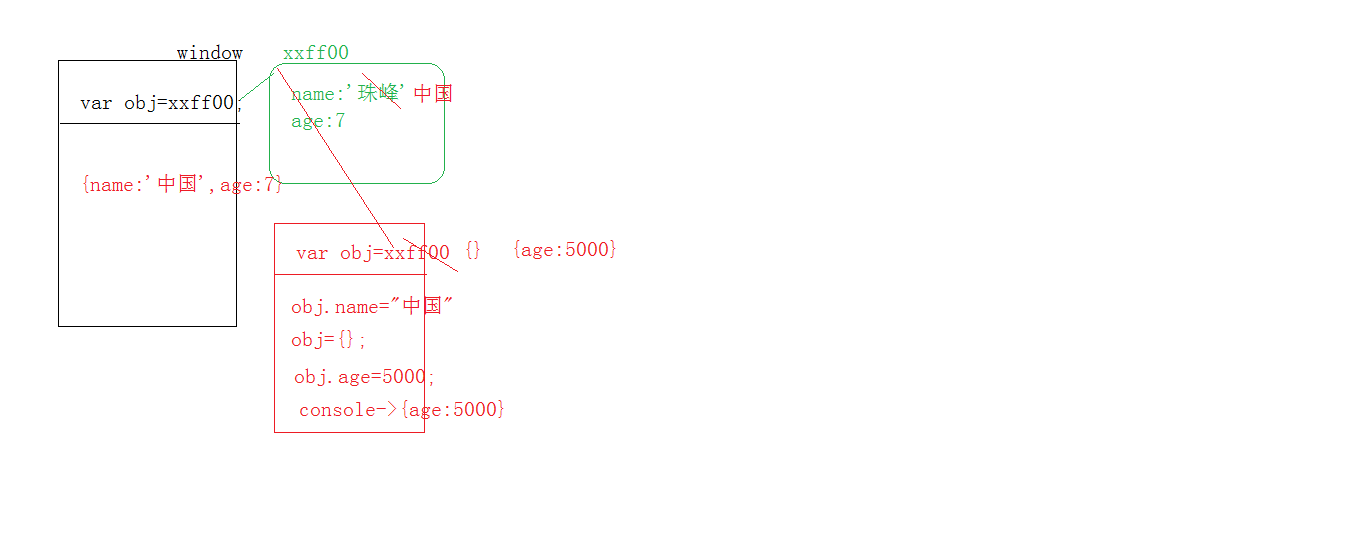 window
xxff00
var obj=xxff00;
name:'珠峰' 中国
age:7
{name:'中国',age:7}
var obj=xxff00 {} {age:5000}
obj.name="中国"
obj={};
obj.age=5000;
console->{age:5000}